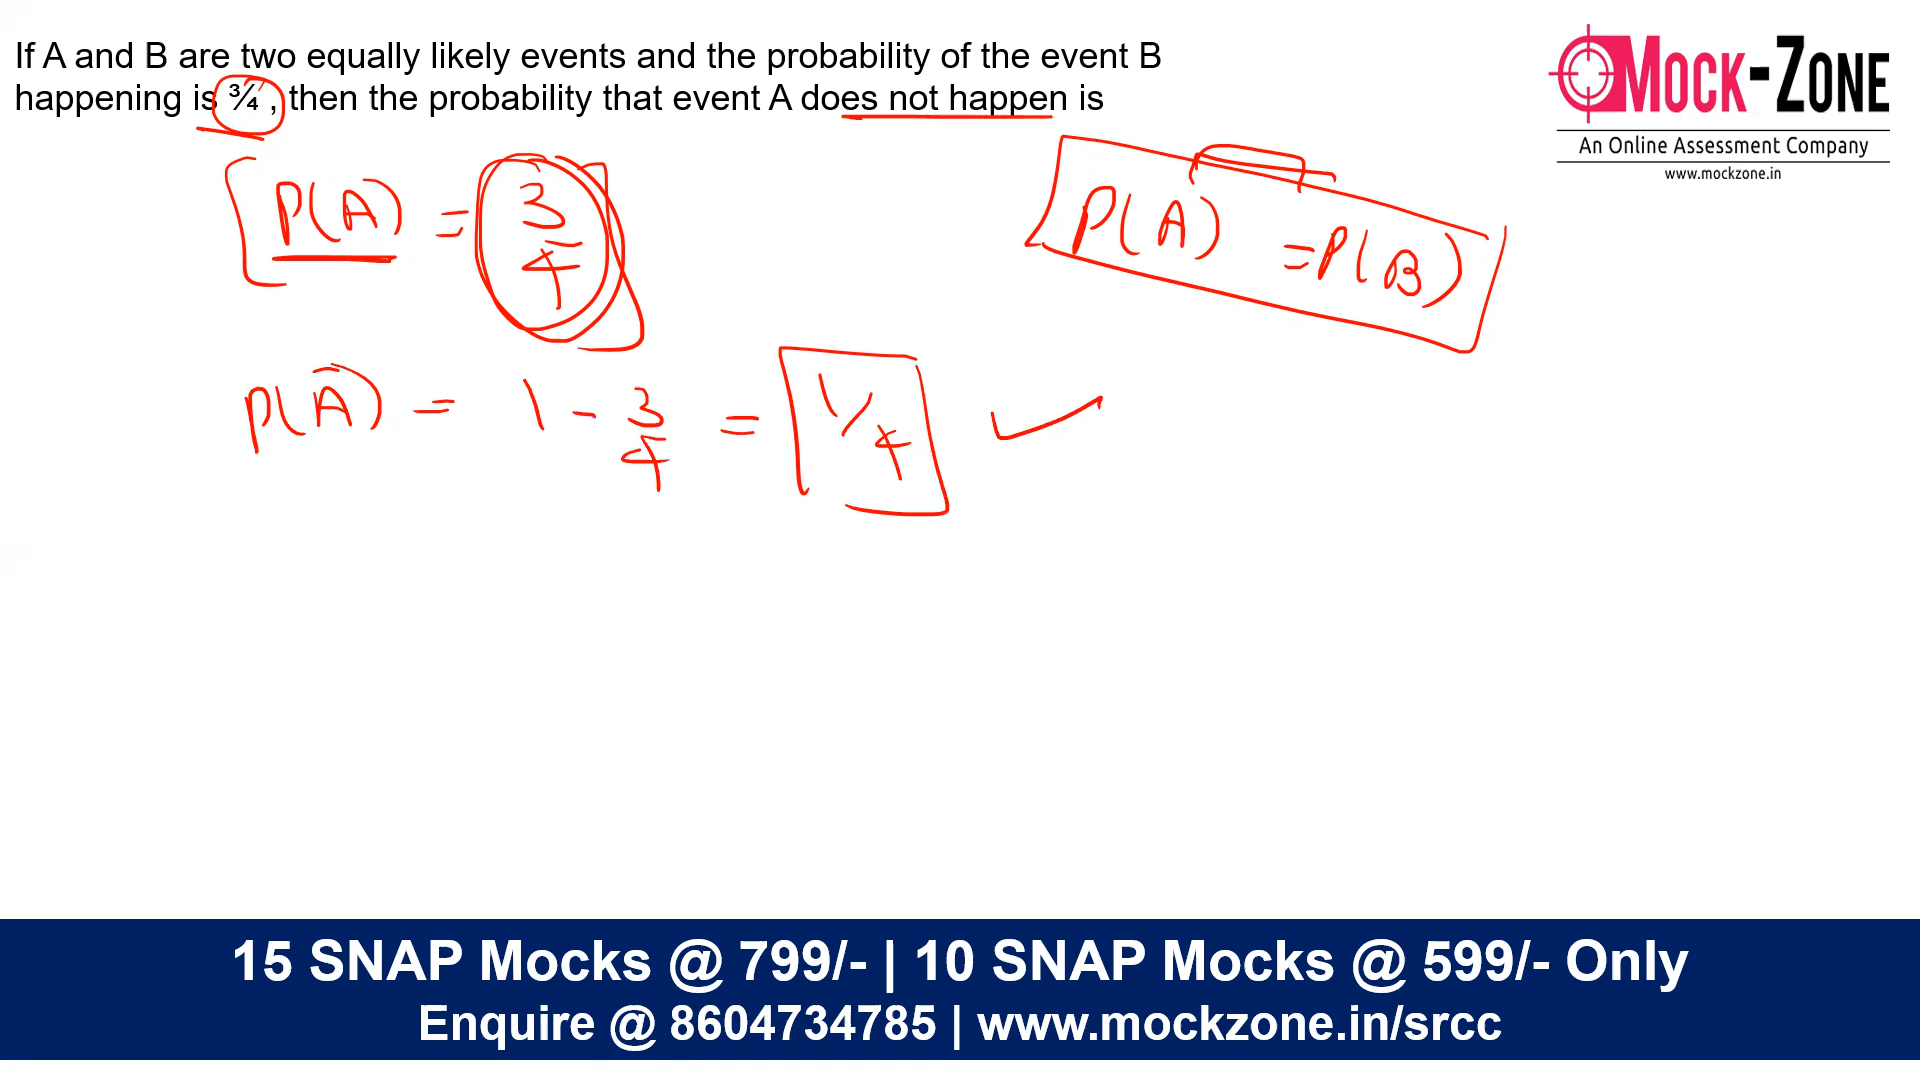 If A and B are two equally likely events and the probability of the event B
happening is ¾ , then the probability that event A does not happen is
MOCK-ZONE
An Online Assessment Company
www.mockzone.in
P(A) = 3/4
P(A) = P(B)
P(Ā) = 1 - 3/4 = 1/4
15 SNAP Mocks @ 799/- | 10 SNAP Mocks @ 599/- Only
Enquire @ 8604734785 | www.mockzone.in/srcc